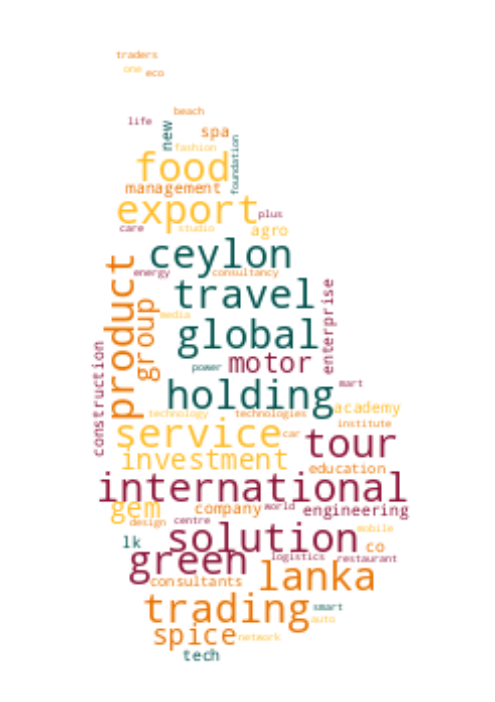 traders
one eco
beach
life
new
spa
fashion
foundation
food
management
export
plus
care
studio
agro
ceylon
energy
consultancy
product
travel
enterprise
group
media
global
motor
power
construction
holding
mart
academy
technology
technologies
institute
service
car
tour
investment
education
international
gem
company
world
engineering
design
centre
mobile
solution
lk
co
green
logistics
restaurant
lanka
consultants
trading
smart
auto
spice
network
tech